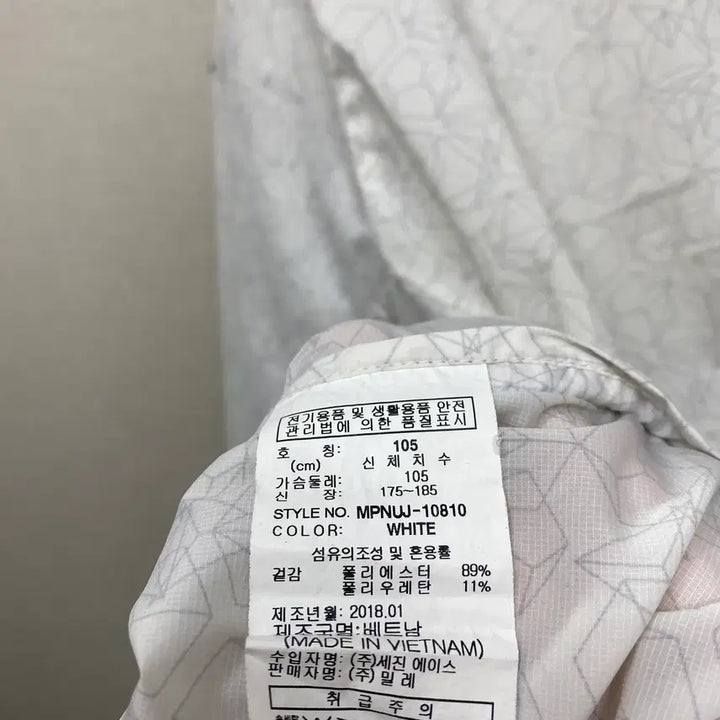 전기용품 및 생활용품 안전
관리법에 의한 품질표시
호 칭: 105
(cm) 신체치수
가슴둘레: 105
신 장: 175~185
STYLE NO. MPNUJ-10810
COLOR: WHITE
섬유의조성 및 혼용률
겉감 폴리에스터 89%
폴리우레탄 11%
제조년월: 2018.01
제조국명:베트남
(MADE IN VIETNAM)
수입자명: (주)세진 에이스
판매자명: (주) 밀레
취급주의